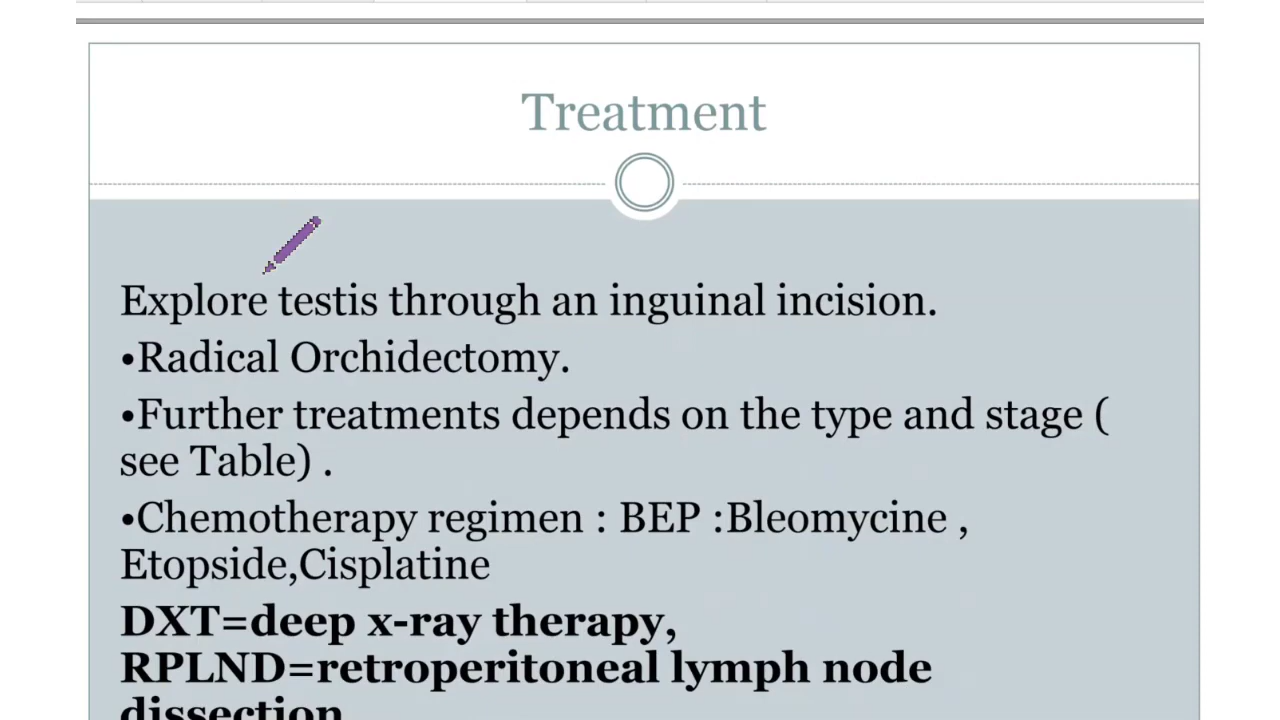 Treatment
Explore testis through an inguinal incision.
•Radical Orchidectomy.
•Further treatments depends on the type and stage (
see Table) .
•Chemotherapy regimen : BEP :Bleomycine ,
Etopside,Cisplatine
DXT=deep x-ray therapy,
RPLND=retroperitoneal lymph node
dissection